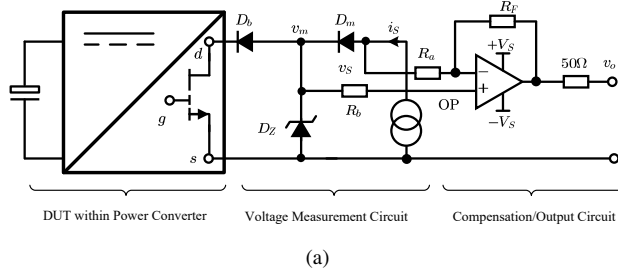 D_b v_m D_m i_S R_F
d v_S R_a +V_S 50Ω v_o
− +
g R_b OP
D_Z −V_S
s
DUT within Power Converter Voltage Measurement Circuit Compensation/Output Circuit
(a)